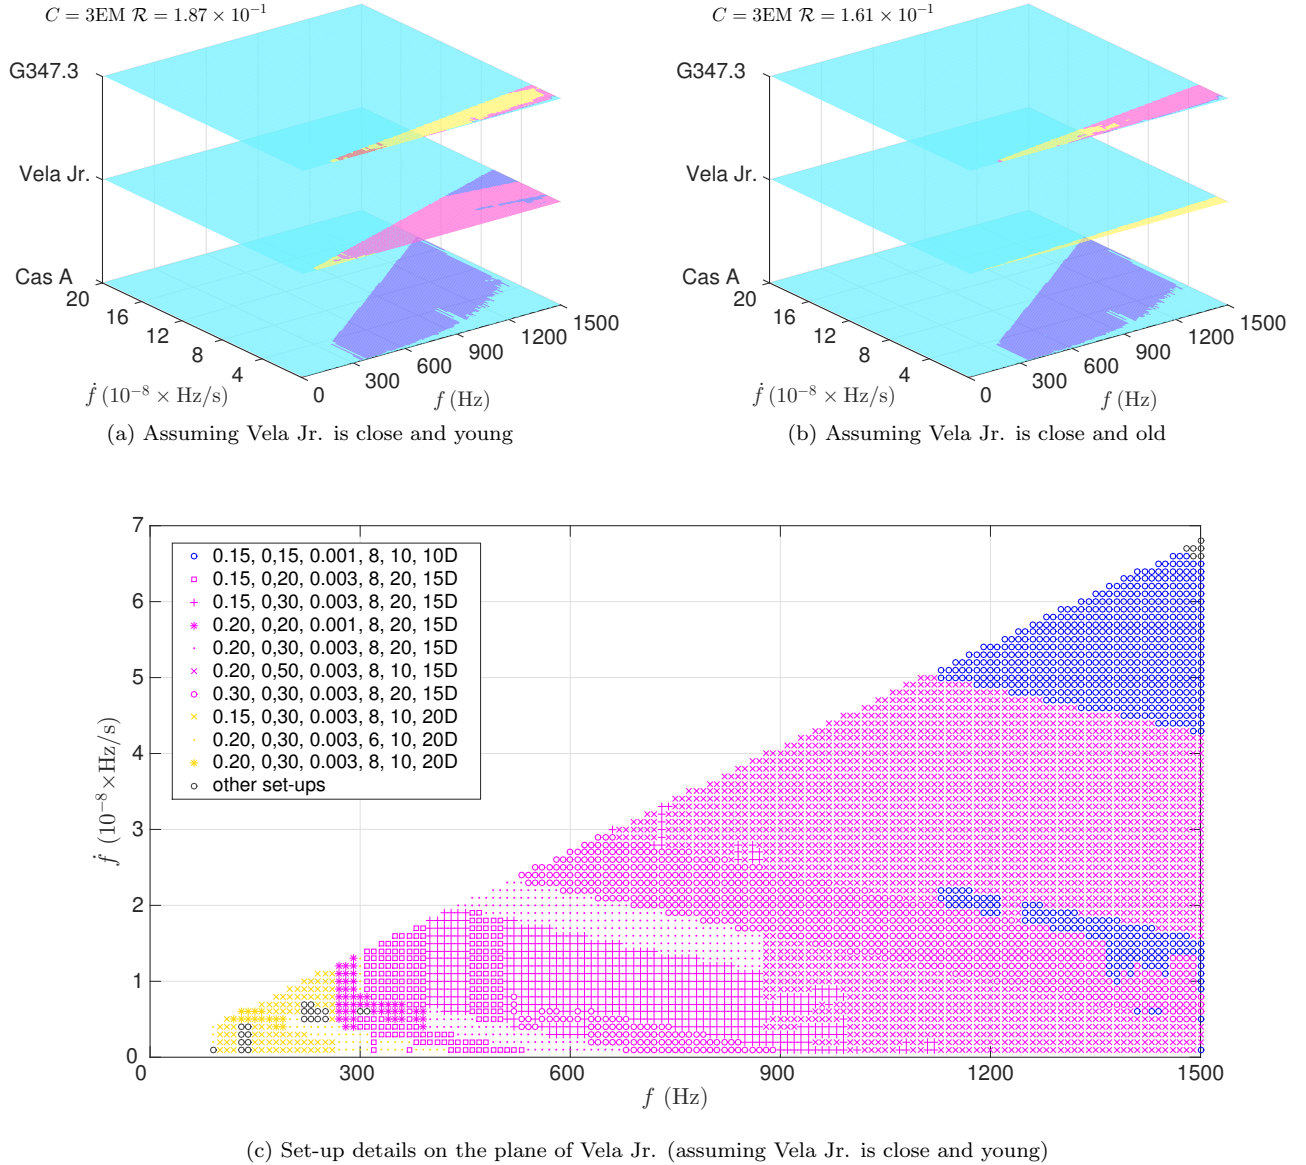 C = 3EM R = 1.87 × 10⁻¹
G347.3
Vela Jr.
Cas A
20
16
12
8
4
0
300
600
900
1200
1500
ḟ (10⁻⁸ × Hz/s)
f (Hz)
(a) Assuming Vela Jr. is close and young
C = 3EM R = 1.61 × 10⁻¹
G347.3
Vela Jr.
Cas A
20
16
12
8
4
0
300
600
900
1200
1500
ḟ (10⁻⁸ × Hz/s)
f (Hz)
(b) Assuming Vela Jr. is close and old
7
6
5
4
3
2
1
0
ḟ (10⁻⁸×Hz/s)
0.15, 0,15, 0.001, 8, 10, 10D
0.15, 0,20, 0.003, 8, 20, 15D
0.15, 0,30, 0.003, 8, 20, 15D
0.20, 0,20, 0.001, 8, 20, 15D
0.20, 0,30, 0.003, 8, 20, 15D
0.20, 0,50, 0.003, 8, 10, 15D
0.30, 0,30, 0.003, 8, 20, 15D
0.15, 0,30, 0.003, 8, 10, 20D
0.20, 0,30, 0.003, 6, 10, 20D
0.20, 0,30, 0.003, 8, 10, 20D
other set-ups
0 300 600 900 1200 1500
f (Hz)
(c) Set-up details on the plane of Vela Jr. (assuming Vela Jr. is close and young)